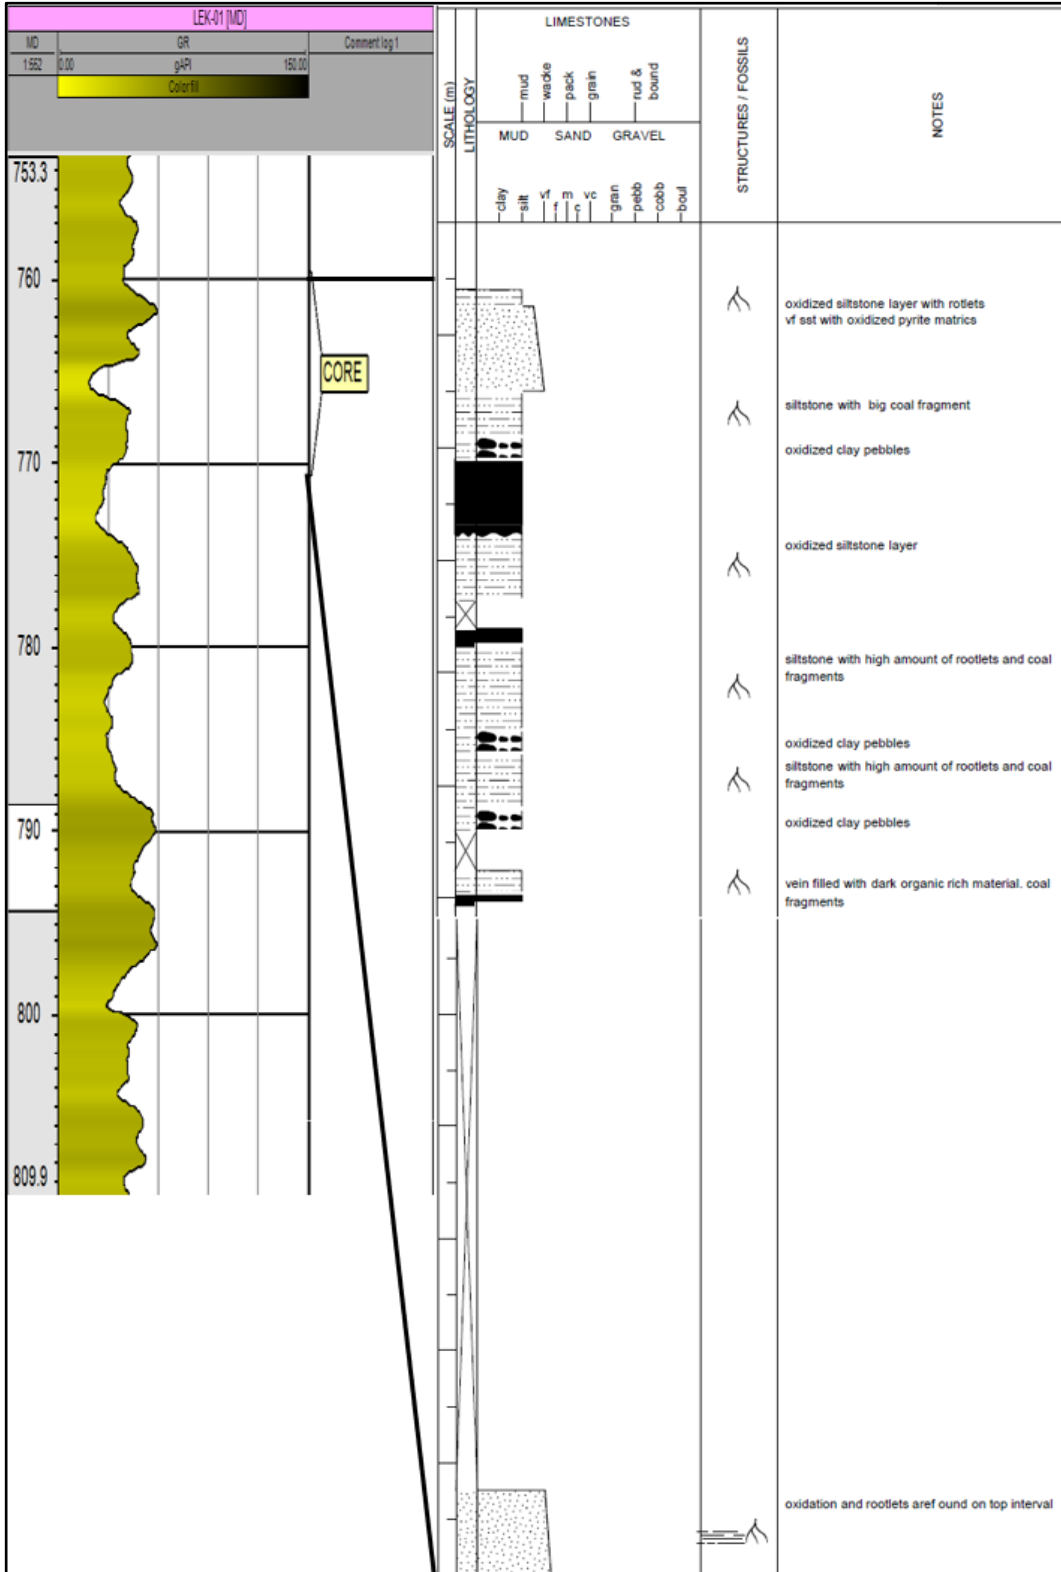 LEK-01 [MD]
MD
GR
Comment log 1
1:552
0.00
gAPI
150.00
Color fill
753.3
760
770
780
790
800
809.9
CORE
SCALE (m)
LITHOLOGY
LIMESTONES
mud
wacke
pack
grain
rud &
bound
MUD
SAND
GRAVEL
clay
silt
vf
f
m
c
vc
gran
pebb
cobb
boul
STRUCTURES / FOSSILS
NOTES
oxidized siltstone layer with rotlets
vf sst with oxidized pyrite matrics
siltstone with big coal fragment
oxidized clay pebbles
oxidized siltstone layer
siltstone with high amount of rootlets and coal
fragments
oxidized clay pebbles
siltstone with high amount of rootlets and coal
fragments
oxidized clay pebbles
vein filled with dark organic rich material. coal
fragments
oxidation and rootlets aref ound on top interval